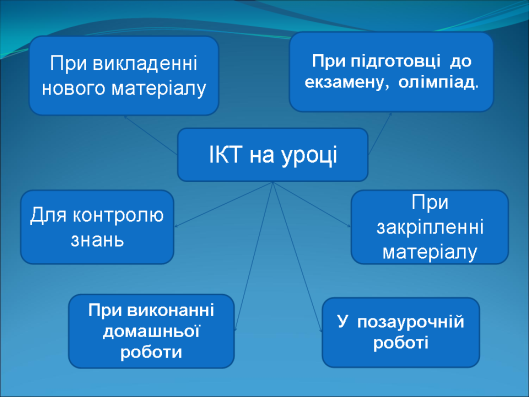 При викладенні
нового матеріалу
При підготовці до
екзамену, олімпіад.
ІКТ на уроці
Для контролю
знань
При
закріпленні
матеріалу
При виконанні
домашньої
роботи
У позаурочній
роботі